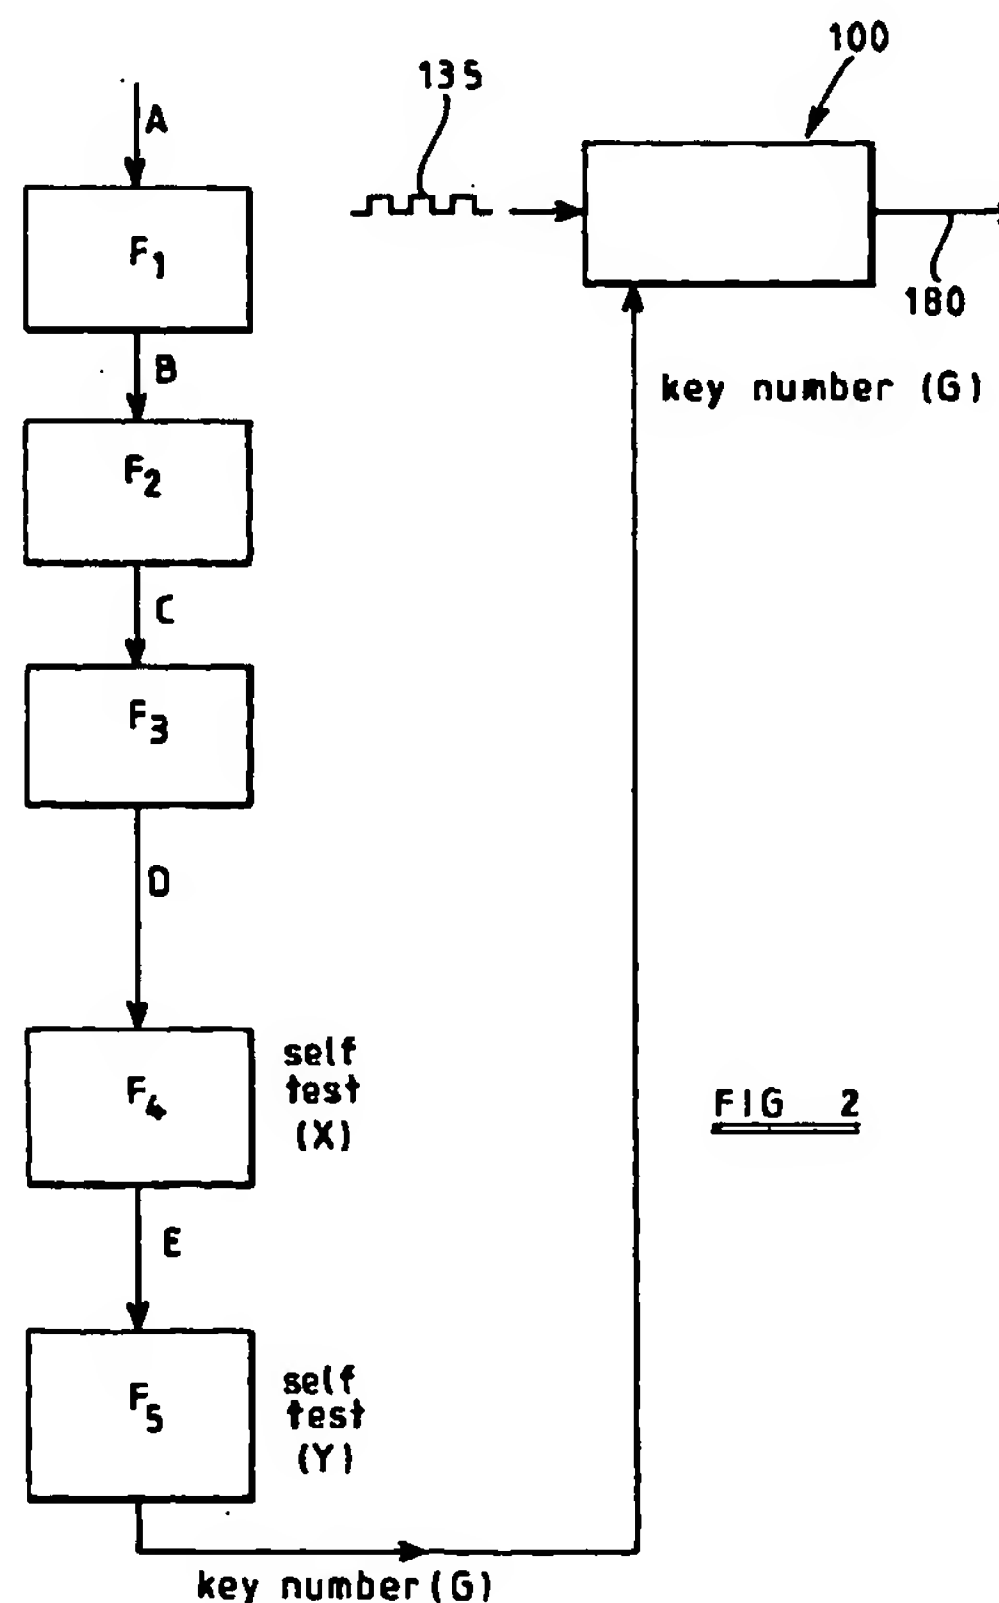 100
135
A
F1
180
B
key number (G)
F2
C
F3
D
self
test
(X)
F4
FIG 2
E
self
test
(Y)
F5
key number (G)